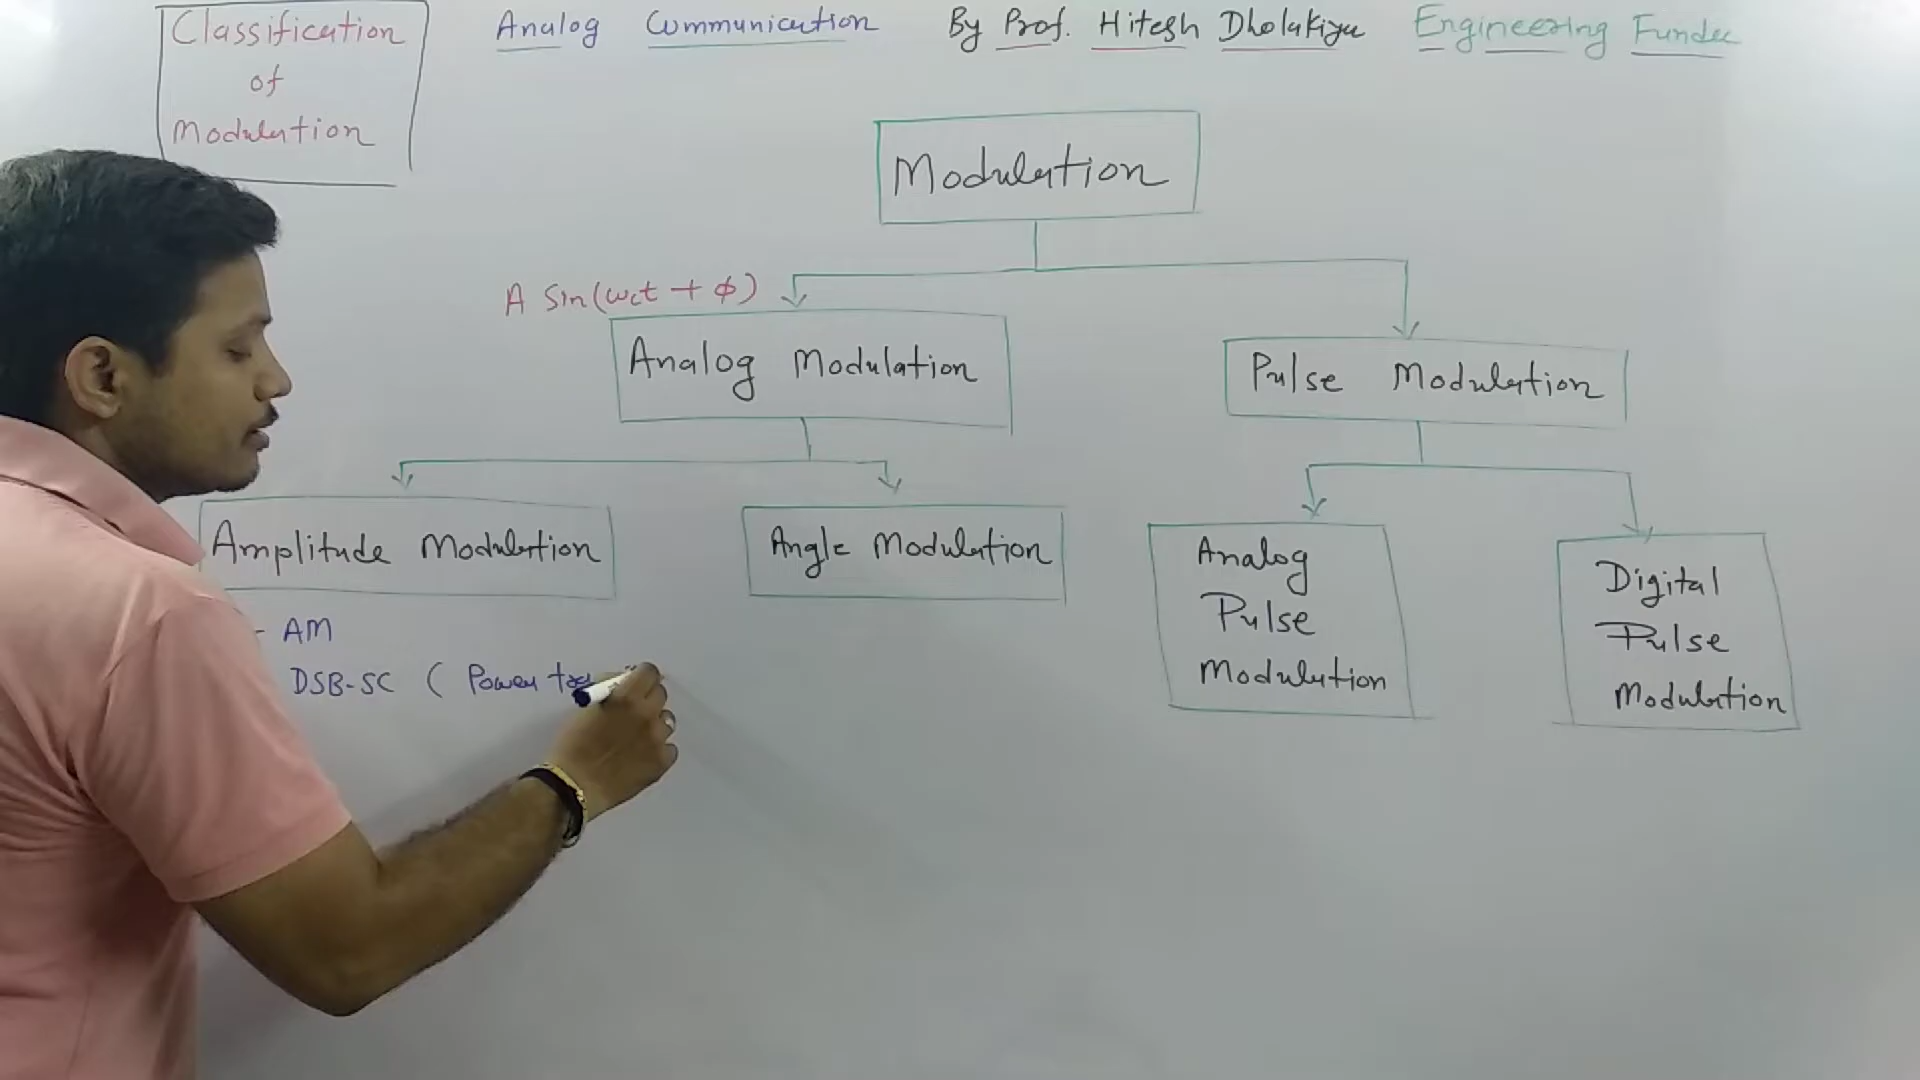 Classification
of
Modulation
Analog Communication By Prof. Hitesh Dholakiya Engineering Funda
Modulation
A Sin(ωct + φ)
Analog Modulation
Pulse Modulation
Amplitude Modulation
Angle Modulation
Analog
Pulse
Modulation
Digital
Pulse
Modulation
- AM
DSB-SC ( Power